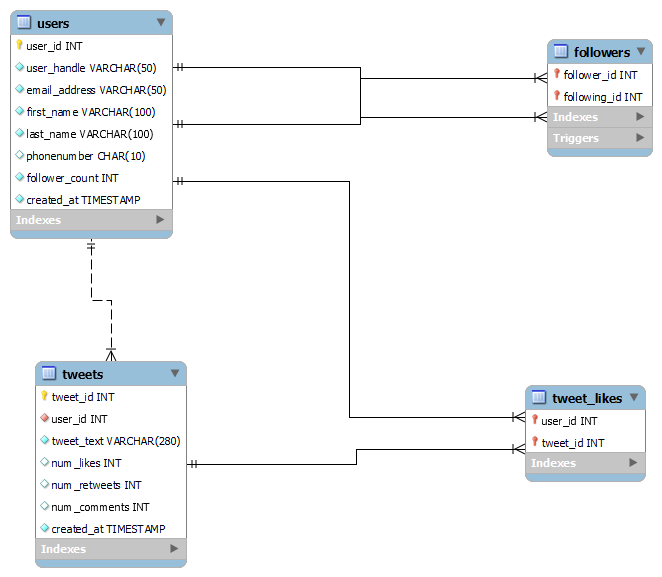 users
user_id INT
user_handle VARCHAR(50)
email_address VARCHAR(50)
first_name VARCHAR(100)
last_name VARCHAR(100)
phonenumber CHAR(10)
follower_count INT
created_at TIMESTAMP
Indexes
followers
follower_id INT
following_id INT
Indexes
Triggers
tweets
tweet_id INT
user_id INT
tweet_text VARCHAR(280)
num_likes INT
num_retweets INT
num_comments INT
created_at TIMESTAMP
Indexes
tweet_likes
user_id INT
tweet_id INT
Indexes